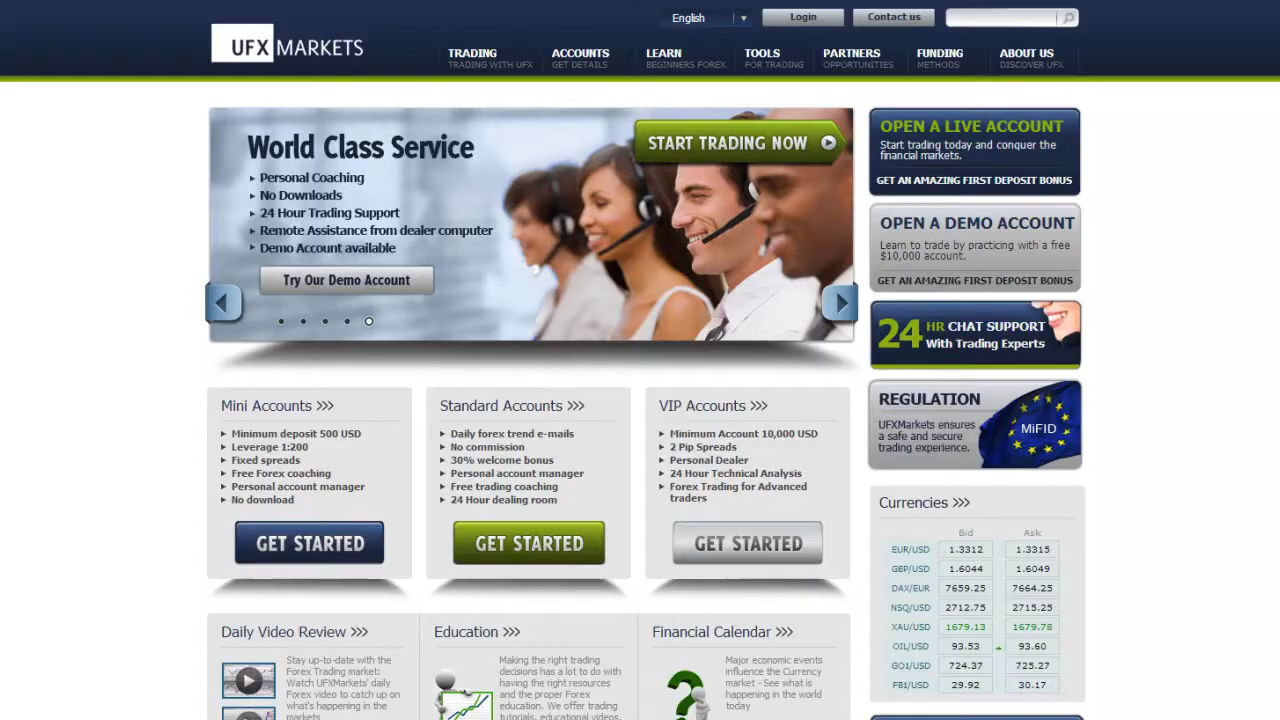 English
Login
Contact us
UFX MARKETS
TRADING
TRADING WITH UFX
ACCOUNTS
GET DETAILS
LEARN
BEGINNERS FOREX
TOOLS
FOR TRADING
PARTNERS
OPPORTUNITIES
FUNDING
METHODS
ABOUT US
DISCOVER UFX
World Class Service
Personal Coaching
No Downloads
24 Hour Trading Support
Remote Assistance from dealer computer
Demo Account available
Try Our Demo Account
START TRADING NOW
OPEN A LIVE ACCOUNT
Start trading today and conquer the
financial markets.
GET AN AMAZING FIRST DEPOSIT BONUS
OPEN A DEMO ACCOUNT
Learn to trade by practicing with a free
$10,000 account.
GET AN AMAZING FIRST DEPOSIT BONUS
24 HR CHAT SUPPORT
With Trading Experts
REGULATION
UFXMarkets ensures
a safe and secure
trading experience.
MiFID
Mini Accounts >>>
Minimum deposit 500 USD
Leverage 1:200
Fixed spreads
Free Forex coaching
Personal account manager
No download
GET STARTED
Standard Accounts >>>
Daily forex trend e-mails
No commission
30% welcome bonus
Personal account manager
Free trading coaching
24 Hour dealing room
GET STARTED
VIP Accounts >>>
Minimum Account 10,000 USD
2 Pip Spreads
Personal Dealer
24 Hour Technical Analysis
Forex Trading for Advanced
traders
GET STARTED
Currencies >>>
Bid Ask
EUR/USD 1.3312 1.3315
GBP/USD 1.6044 1.6049
DAX/EUR 7659.25 7664.25
NSQ/USD 2712.75 2715.25
XAU/USD 1679.13 1679.78
OIL/USD 93.53 93.60
GO1/USD 724.37 725.27
FB1/USD 29.92 30.17
Daily Video Review >>>
Stay up-to-date with the
Forex Trading market:
Watch UFXMarkets' daily
Forex video to catch up on
what's happening in the
markets
Education >>>
Making the right trading
decisions has a lot to do with
having the right resources
and the proper Forex
education. We offer trading
tutorials, educational videos,
Financial Calendar >>>
Major economic events
influence the Currency
market - See what is
happening in the world
today